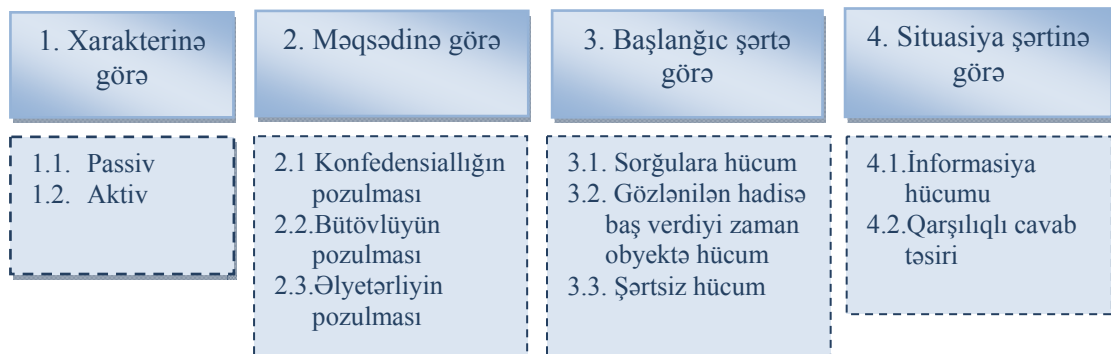 1. Xarakterinə
görə
1.1. Passiv
1.2. Aktiv
2. Məqsədinə görə
2.1 Konfedensiallığın
pozulması
2.2.Bütövlüyün
pozulması
2.3.Əlyetərliyin
pozulması
3. Başlanğıc şərtə
görə
3.1. Sorğulara hücum
3.2. Gözlənilən hadisə
baş verdiyi zaman
obyektə hücum
3.3. Şərtsiz hücum
4. Situasiya şərtinə
görə
4.1.İnformasiya
hücumu
4.2.Qarşılıqlı cavab
təsiri